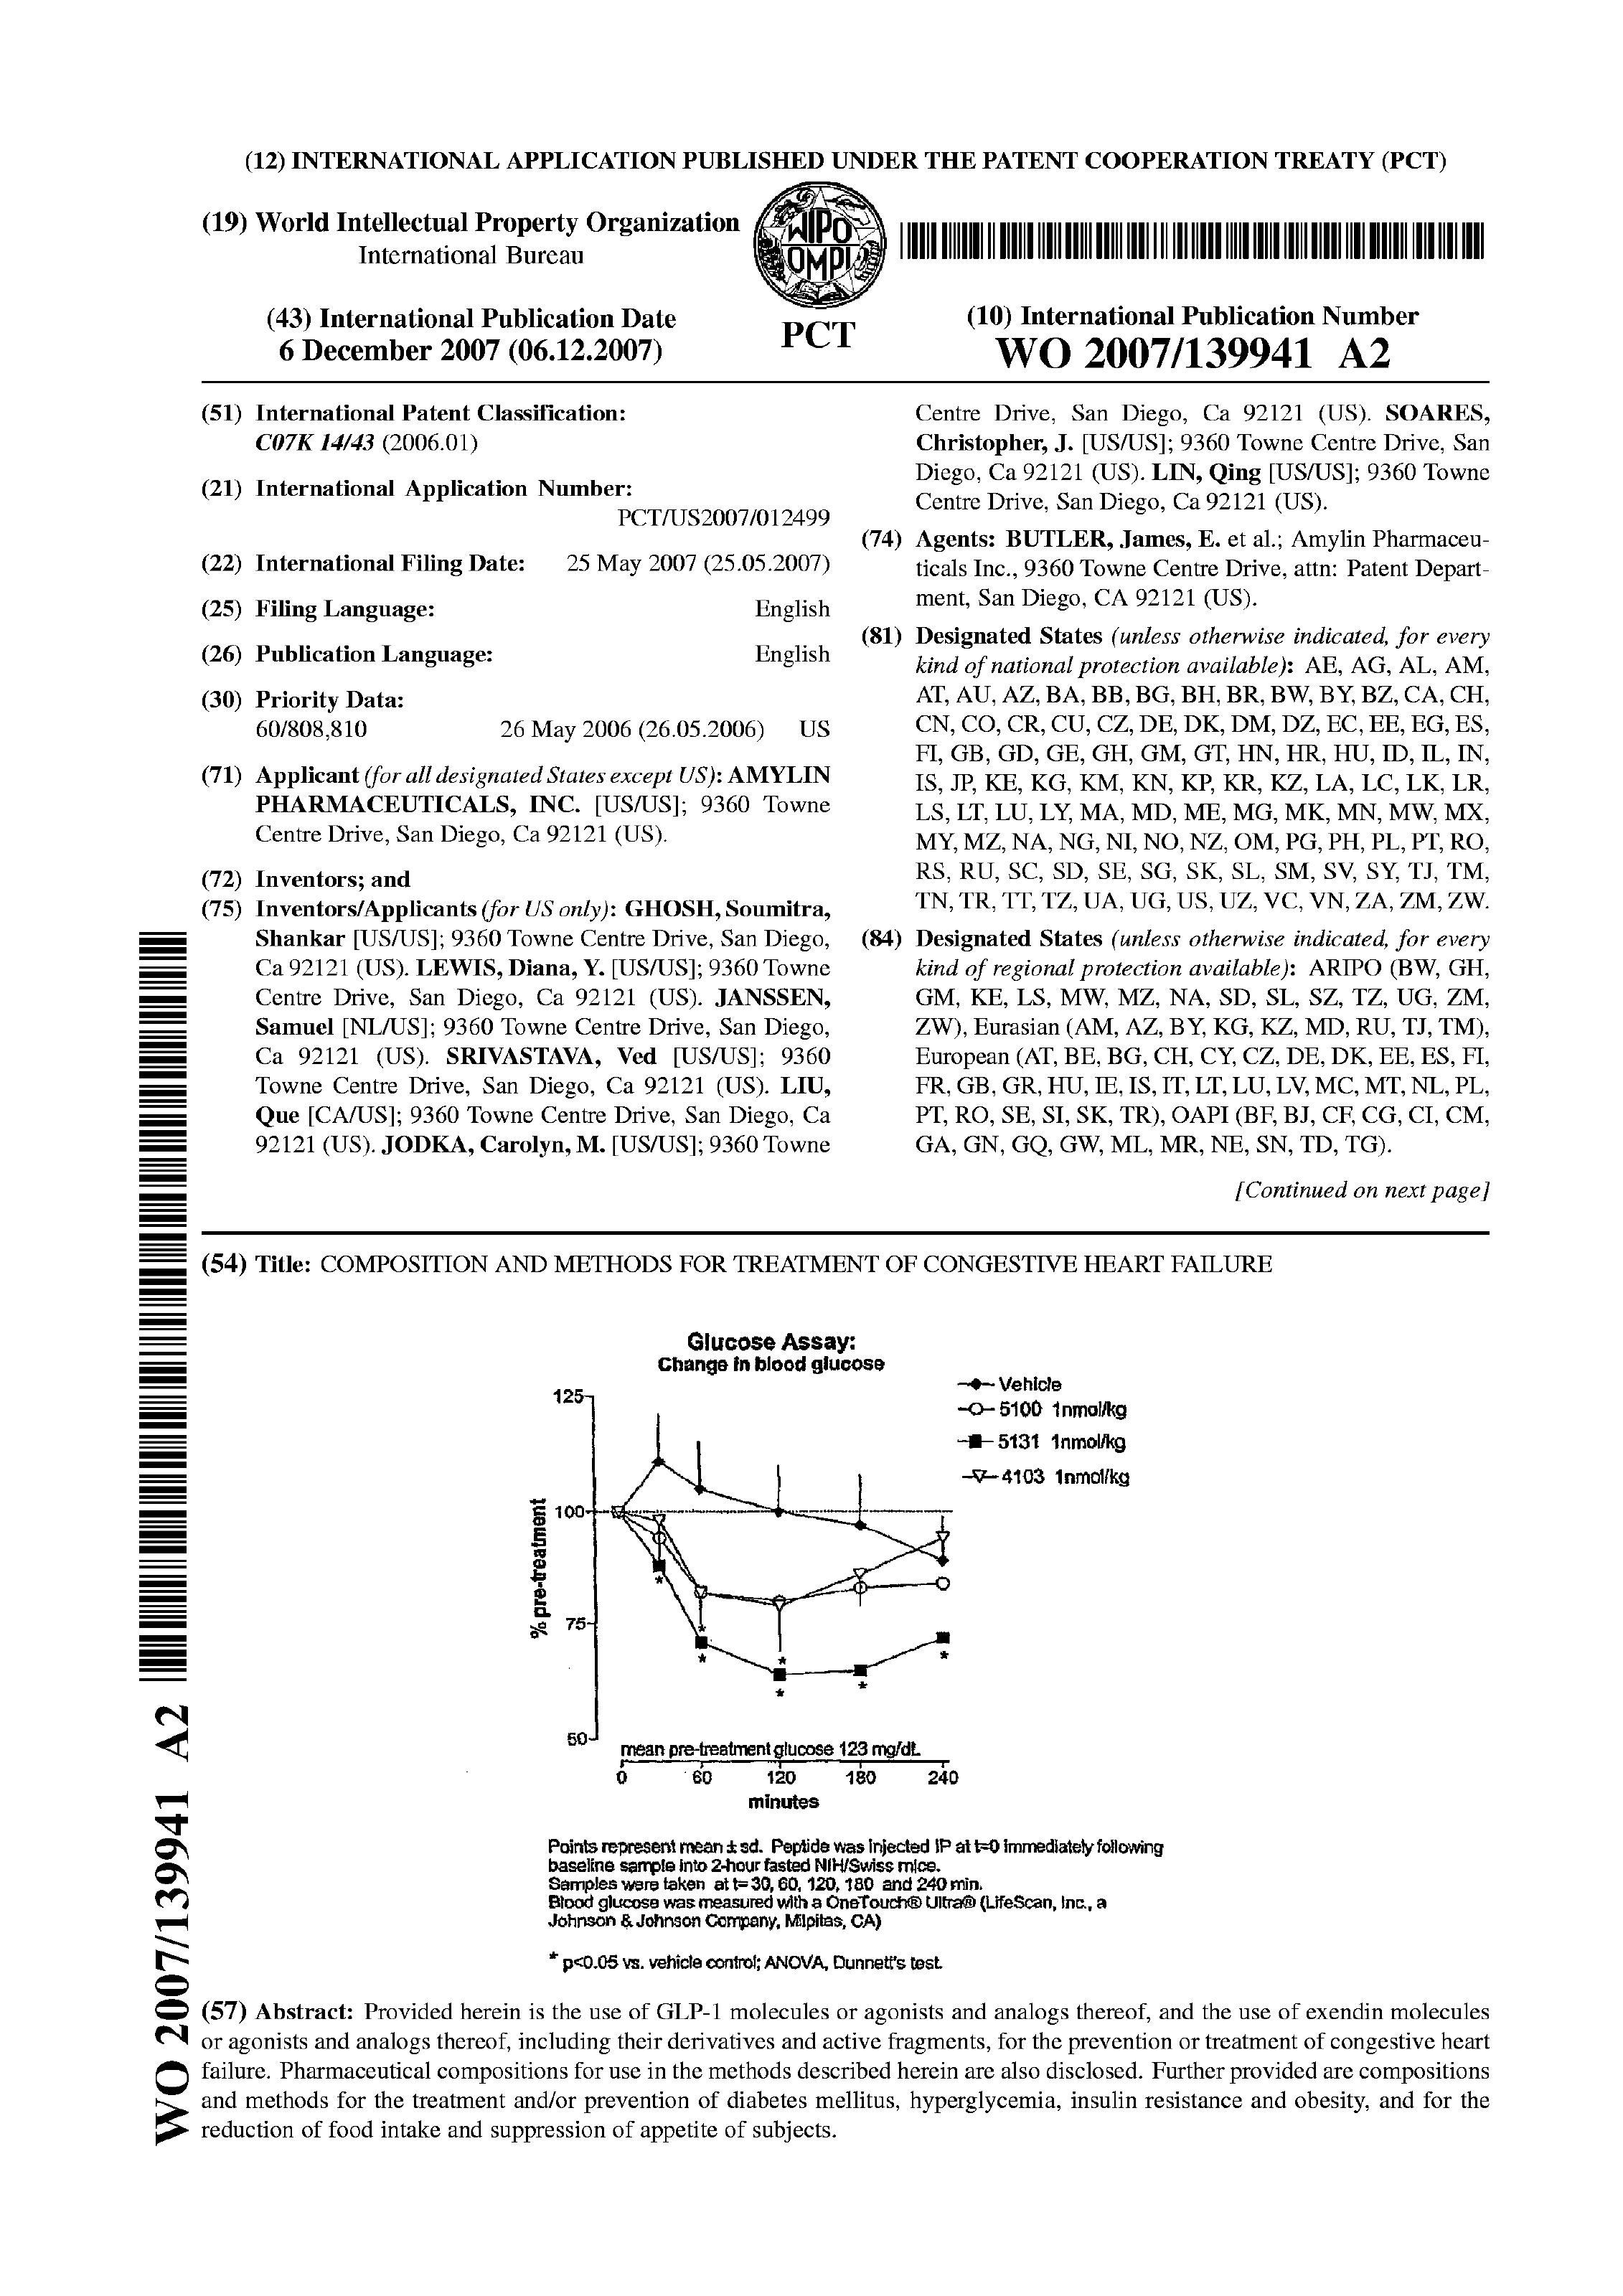 (12) INTERNATIONAL APPLICATION PUBLISHED UNDER THE PATENT COOPERATION TREATY (PCT)
(19) World Intellectual Property Organization
International Bureau
WIPO
OMPI
(43) International Publication Date
6 December 2007 (06.12.2007)
PCT
(10) International Publication Number
WO 2007/139941 A2
(51) International Patent Classification:
C07K 14/43 (2006.01)
(21) International Application Number:
PCT/US2007/012499
(22) International Filing Date: 25 May 2007 (25.05.2007)
(25) Filing Language: English
(26) Publication Language: English
(30) Priority Data:
60/808,810 26 May 2006 (26.05.2006) US
(71) Applicant (for all designated States except US): AMYLIN
PHARMACEUTICALS, INC. [US/US]; 9360 Towne
Centre Drive, San Diego, Ca 92121 (US).
(72) Inventors; and
(75) Inventors/Applicants (for US only): GHOSH, Soumitra,
Shankar [US/US]; 9360 Towne Centre Drive, San Diego,
Ca 92121 (US). LEWIS, Diana, Y. [US/US]; 9360 Towne
Centre Drive, San Diego, Ca 92121 (US). JANSSEN,
Samuel [NL/US]; 9360 Towne Centre Drive, San Diego,
Ca 92121 (US). SRIVASTAVA, Ved [US/US]; 9360
Towne Centre Drive, San Diego, Ca 92121 (US). LIU,
Que [CA/US]; 9360 Towne Centre Drive, San Diego, Ca
92121 (US). JODKA, Carolyn, M. [US/US]; 9360 Towne
Centre Drive, San Diego, Ca 92121 (US). SOARES,
Christopher, J. [US/US]; 9360 Towne Centre Drive, San
Diego, Ca 92121 (US). LIN, Qing [US/US]; 9360 Towne
Centre Drive, San Diego, Ca 92121 (US).
(74) Agents: BUTLER, James, E. et al.; Amylin Pharmaceu-
ticals Inc., 9360 Towne Centre Drive, attn: Patent Depart-
ment, San Diego, CA 92121 (US).
(81) Designated States (unless otherwise indicated, for every
kind of national protection available): AE, AG, AL, AM,
AT, AU, AZ, BA, BB, BG, BH, BR, BW, BY, BZ, CA, CH,
CN, CO, CR, CU, CZ, DE, DK, DM, DZ, EC, EE, EG, ES,
FI, GB, GD, GE, GH, GM, GT, HN, HR, HU, ID, IL, IN,
IS, JP, KE, KG, KM, KN, KP, KR, KZ, LA, LC, LK, LR,
LS, LT, LU, LY, MA, MD, ME, MG, MK, MN, MW, MX,
MY, MZ, NA, NG, NI, NO, NZ, OM, PG, PH, PL, PT, RO,
RS, RU, SC, SD, SE, SG, SK, SL, SM, SV, SY, TJ, TM,
TN, TR, TT, TZ, UA, UG, US, UZ, VC, VN, ZA, ZM, ZW.
(84) Designated States (unless otherwise indicated, for every
kind of regional protection available): ARIPO (BW, GH,
GM, KE, LS, MW, MZ, NA, SD, SL, SZ, TZ, UG, ZM,
ZW), Eurasian (AM, AZ, BY, KG, KZ, MD, RU, TJ, TM),
European (AT, BE, BG, CH, CY, CZ, DE, DK, EE, ES, FI,
FR, GB, GR, HU, IE, IS, IT, LT, LU, LV, MC, MT, NL, PL,
PT, RO, SE, SI, SK, TR), OAPI (BF, BJ, CF, CG, CI, CM,
GA, GN, GQ, GW, ML, MR, NE, SN, TD, TG).
[Continued on next page]
(54) Title: COMPOSITION AND METHODS FOR TREATMENT OF CONGESTIVE HEART FAILURE
Glucose Assay:
Change in blood glucose
Vehicle
5100 1nmol/kg
5131 1nmol/kg
4103 1nmol/kg
% pre-treatment
125
100
75
50
mean pre-treatment glucose 123 mg/dL
0 60 120 180 240
minutes
Points represent mean ± sd. Peptide was injected IP at t=0 immediately following
baseline sample into 2-hour fasted NIH/Swiss mice.
Samples were taken at t= 30, 60, 120, 180 and 240 min.
Blood glucose was measured with a OneTouch® Ultra® (LifeScan, Inc., a
Johnson & Johnson Company, Milpitas, CA)
* p<0.05 vs. vehicle control; ANOVA, Dunnett's test.
(57) Abstract: Provided herein is the use of GLP-1 molecules or agonists and analogs thereof, and the use of exendin molecules
or agonists and analogs thereof, including their derivatives and active fragments, for the prevention or treatment of congestive heart
failure. Pharmaceutical compositions for use in the methods described herein are also disclosed. Further provided are compositions
and methods for the treatment and/or prevention of diabetes mellitus, hyperglycemia, insulin resistance and obesity, and for the
reduction of food intake and suppression of appetite of subjects.
WO 2007/139941 A2